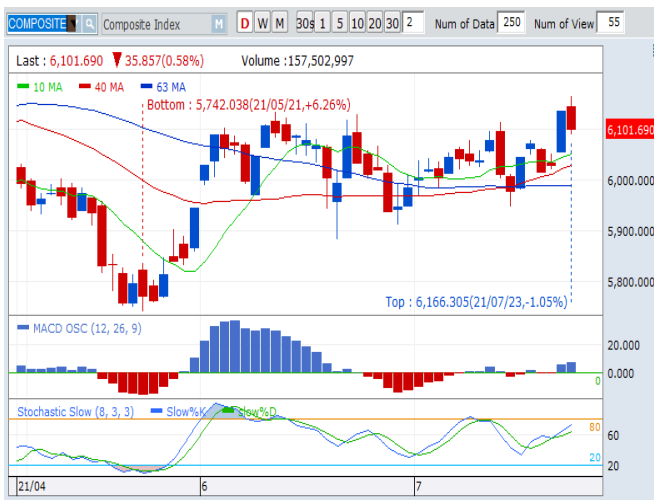 COMPOSITE Composite Index M D W M 30s 1 5 10 20 30 2 Num of Data 250 Num of View 55
Last : 6,101.690 ▼ 35.857(0.58%) Volume :157,502,997
10 MA 40 MA 63 MA
Bottom : 5,742.038(21/05/21,+6.26%)
6,101.690
6,000.000
5,900.000
5,800.000
Top : 6,166.305(21/07/23,-1.05%)
MACD OSC (12, 26, 9)
20.000
0.000
0
Stochastic Slow (8, 3, 3) Slow%K Slow%D
80
60
20
20
21/04 6 7